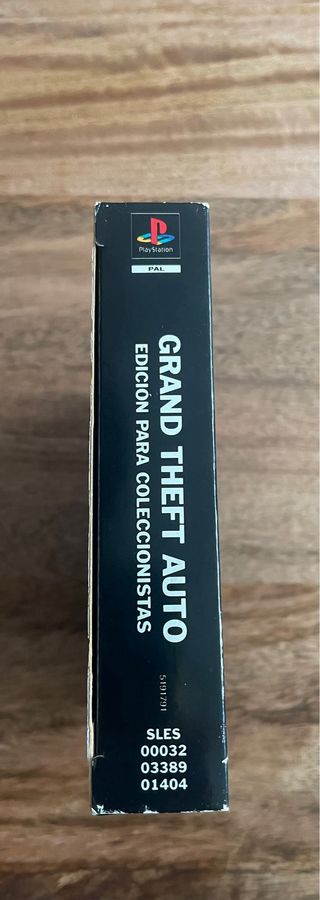 PlayStation
PAL
GRAND THEFT AUTO
EDICIÓN PARA COLECCIONISTAS
5191791
SLES
00032
03389
01404